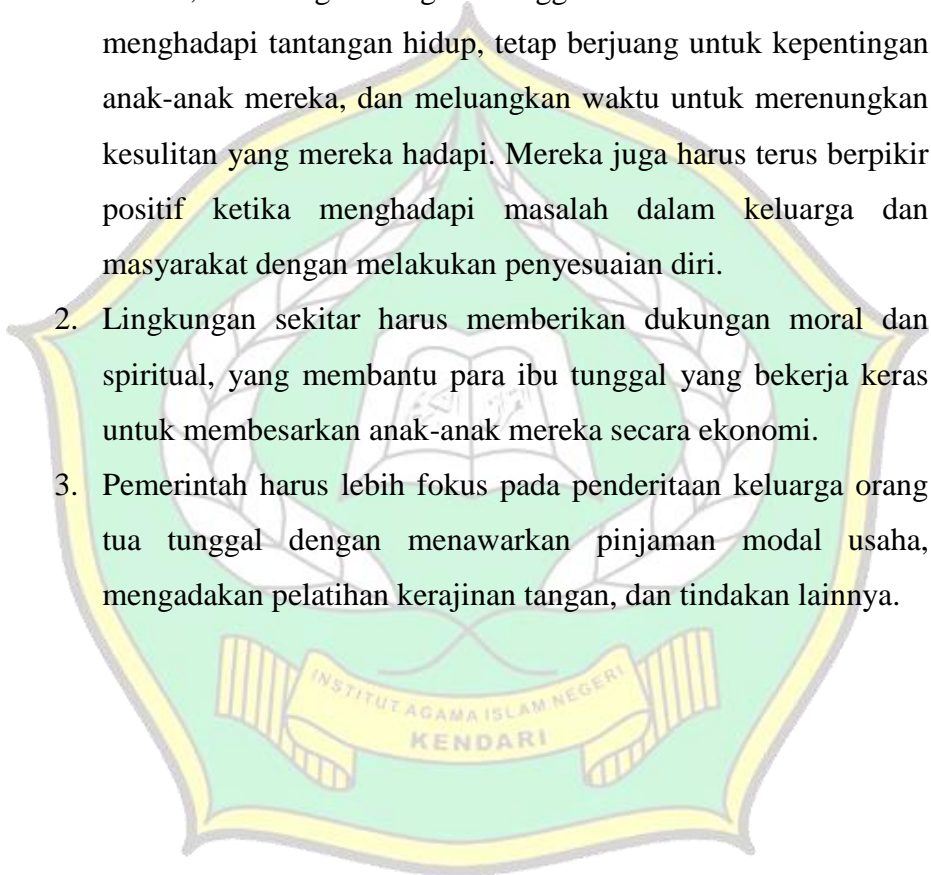 menghadapi tantangan hidup, tetap berjuang untuk kepentingan
anak-anak mereka, dan meluangkan waktu untuk merenungkan
kesulitan yang mereka hadapi. Mereka juga harus terus berpikir
positif ketika menghadapi masalah dalam keluarga dan
masyarakat dengan melakukan penyesuaian diri.
2. Lingkungan sekitar harus memberikan dukungan moral dan
spiritual, yang membantu para ibu tunggal yang bekerja keras
untuk membesarkan anak-anak mereka secara ekonomi.
3. Pemerintah harus lebih fokus pada penderitaan keluarga orang
tua tunggal dengan menawarkan pinjaman modal usaha,
mengadakan pelatihan kerajinan tangan, dan tindakan lainnya.
INSTITUT AGAMA ISLAM NEGERI
KENDARI